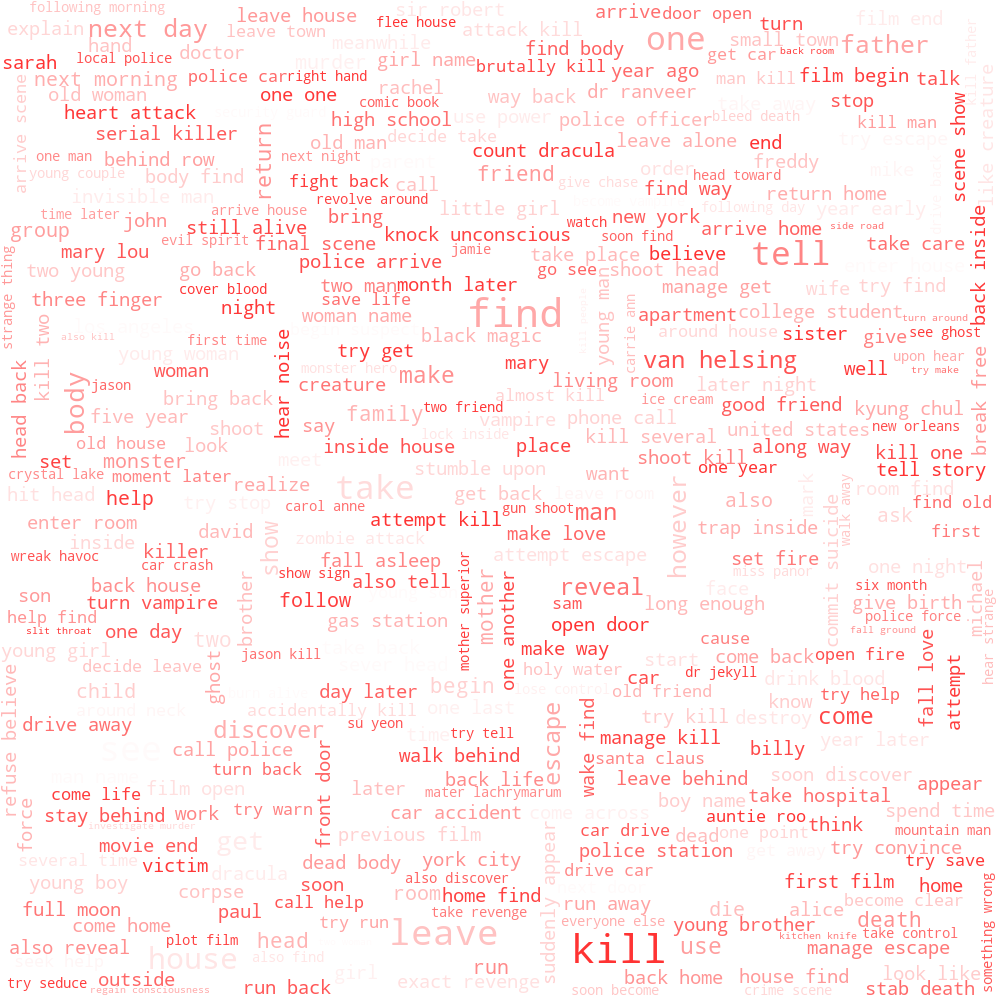 following morning
sir robert
arrive
door open
film end
explain
next day
leave house
flee house
attack kill
turn
leave town
one
small town
father
hand
meanwhile
find body
get car
back room
local police
doctor
murder
girl name
sarah
police car
right hand
brutally kill
year ago
man kill
film begin
talk
next morning
rachel
dr ranveer
old woman
one one
way back
take
stop
kill father
heart attack
comic book
high school
use power
police officer
bleed death
kill man
serial killer
old man
decide take
leave alone
end
try escape
scene show
like creature
arrive scene
one man
behind row
return
next night
count dracula
freddy
young couple
body find
fight back
call
friend
give chase
order
head toward
mike
invisible man
revolve around
find way
return home
time later
john
arrive house
bring
little girl
watch
new york
following day
year early
group
still alive
knock unconscious
soon find
arrive home
side road
mary lou
evil spirit
final scene
jamie
take place
believe
take care
strange thing
two young
go back
police arrive
go see
shoot head
back inside
cover blood
two man
month later
young man
manage get
wife
try find
three finger
night
save life
carrie ann
woman name
apartment
college student
turn around
also kill
first time
black magic
around house
sister
give
see ghost
find
tell
kill two
young woman
hear noise
try get
mary
van helsing
well
upon hear
woman
monster hero
make
try make
head back
body
jason
creature
living room
later night
break free
bring back
almost kill
ice cream
good friend
kyung chul
five year
shoot
say
family
two friend
vampire
phone call
united states
new orleans
old house
look
inside house
lock inside
place
kill several
along way
kill one
set
monster
meet
shoot kill
one year
tell story
crystal lake
moment later
realize
stumble upon
want
room find
hit head
help
try stop
take
get back
leave room
also
mark
find old
carol anne
gun shoot
man
however
walk away
enter room
david
show
attempt kill
make love
trap inside
ask
first
inside
zombie attack
commit suicide
wreak havoc
killer
fall asleep
attempt escape
set fire
one night
car crash
show sign
mother superior
miss panor
back house
also tell
reveal
face
six month
son
turn vampire
brother
follow
mother
one another
sam
long enough
give birth
michael
help find
gas station
open door
police force
slit throat
one day
two
cause
fall ground
hear strange
young girl
jason kill
take back
make way
start
come back
open fire
decide leave
ghost
holy water
car
dr jekyll
fall love
attempt
refuse believe
child
day later
begin
lose control
old friend
drink blood
try help
around neck
accidentally kill
one last
know
drive away
su yeon
escape
wake find
try kill
destroy
come
discover
time
try tell
manage kill
year later
see
call police
front door
walk behind
billy
turn back
santa claus
film open
later
back life
leave behind
soon discover
appear
come life
mater lachrymarum
boy name
take hospital
force
stay behind
work
try warn
car accident
come across
auntie roo
spend time
investigate murder
previous film
car drive
dead
one point
think
mountain man
movie end
get
suddenly appear
police station
get away
try convince
several time
victim
dead body
york city
drive car
try save
dracula
also discover
young boy
corpse
soon
room
home find
first film
home
something wrong
full moon
paul
call help
take revenge
run away
die
alice
become clear
come home
try run
everyone else
young brother
death
plot film
leave
kitchen knife
take control
also reveal
house
also find
head
kill
use
manage escape
try seduce
outside
girl
run
back home
house find
look like
regain consciousness
run back
exact revenge
soon become
crime scene
stab death